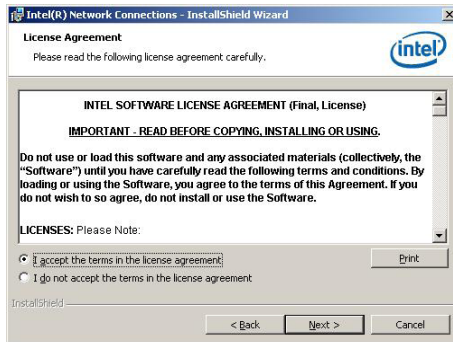 Intel(R) Network Connections - InstallShield Wizard
License Agreement
Please read the following license agreement carefully.
intel
INTEL SOFTWARE LICENSE AGREEMENT (Final, License)
IMPORTANT - READ BEFORE COPYING, INSTALLING OR USING.
Do not use or load this software and any associated materials (collectively, the
“Software”) until you have carefully read the following terms and conditions. By
loading or using the Software, you agree to the terms of this Agreement. If you
do not wish to so agree, do not install or use the Software.
LICENSES: Please Note:
I accept the terms in the license agreement
Print
I do not accept the terms in the license agreement
InstallShield
< Back
Next >
Cancel